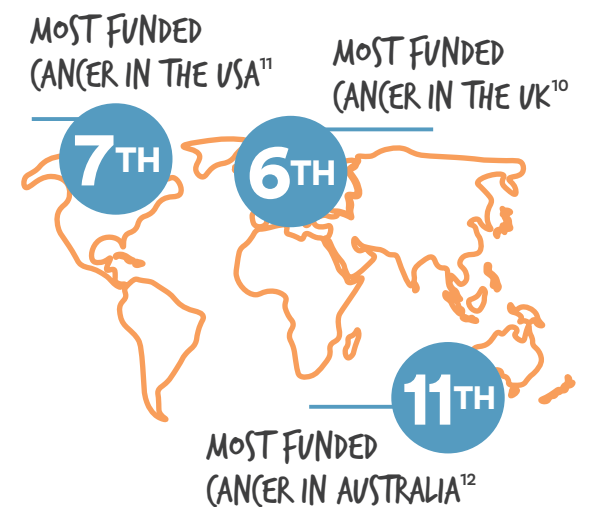 MOST FUNDED
CANCER IN THE USA¹¹
7TH
MOST FUNDED
CANCER IN THE UK¹⁰
6TH
11TH
MOST FUNDED
CANCER IN AUSTRALIA¹²